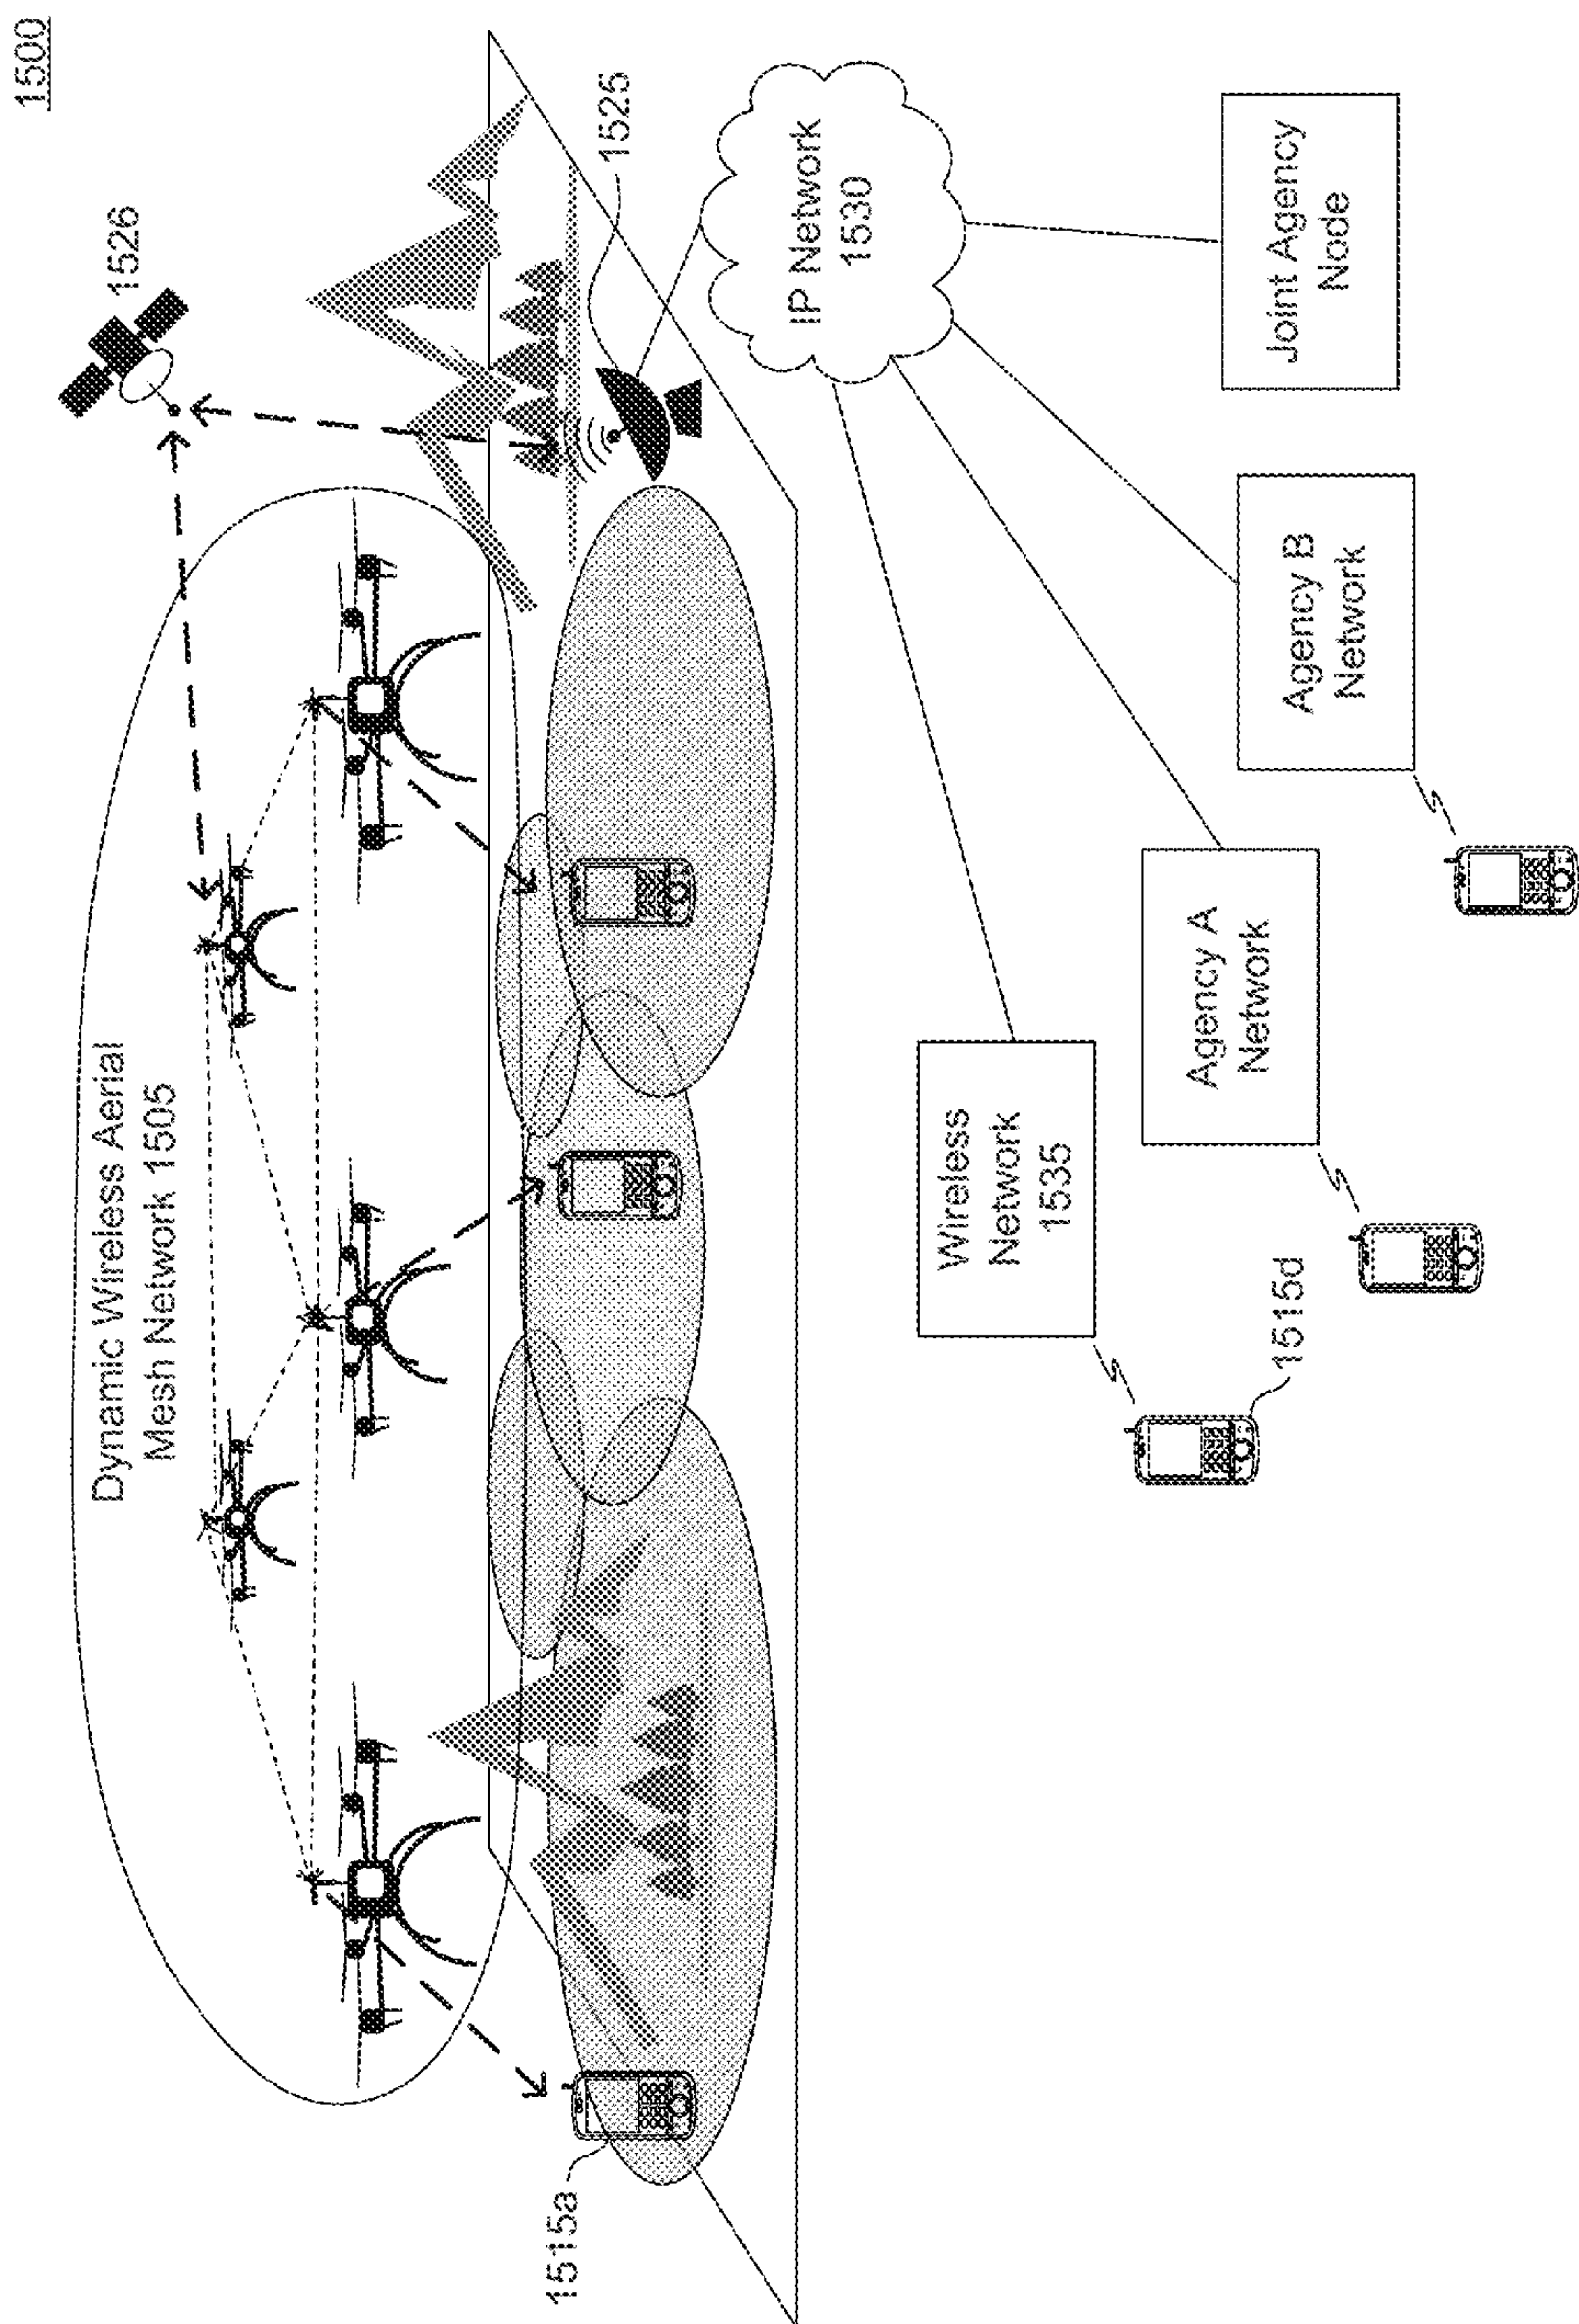 1500
1526
Dynamic Wireless Aerial
Mesh Network 1505
1525
1515a
IP Network
1530
Wireless
Network
1535
1515d
Agency A
Network
Agency B
Network
Joint Agency
Node